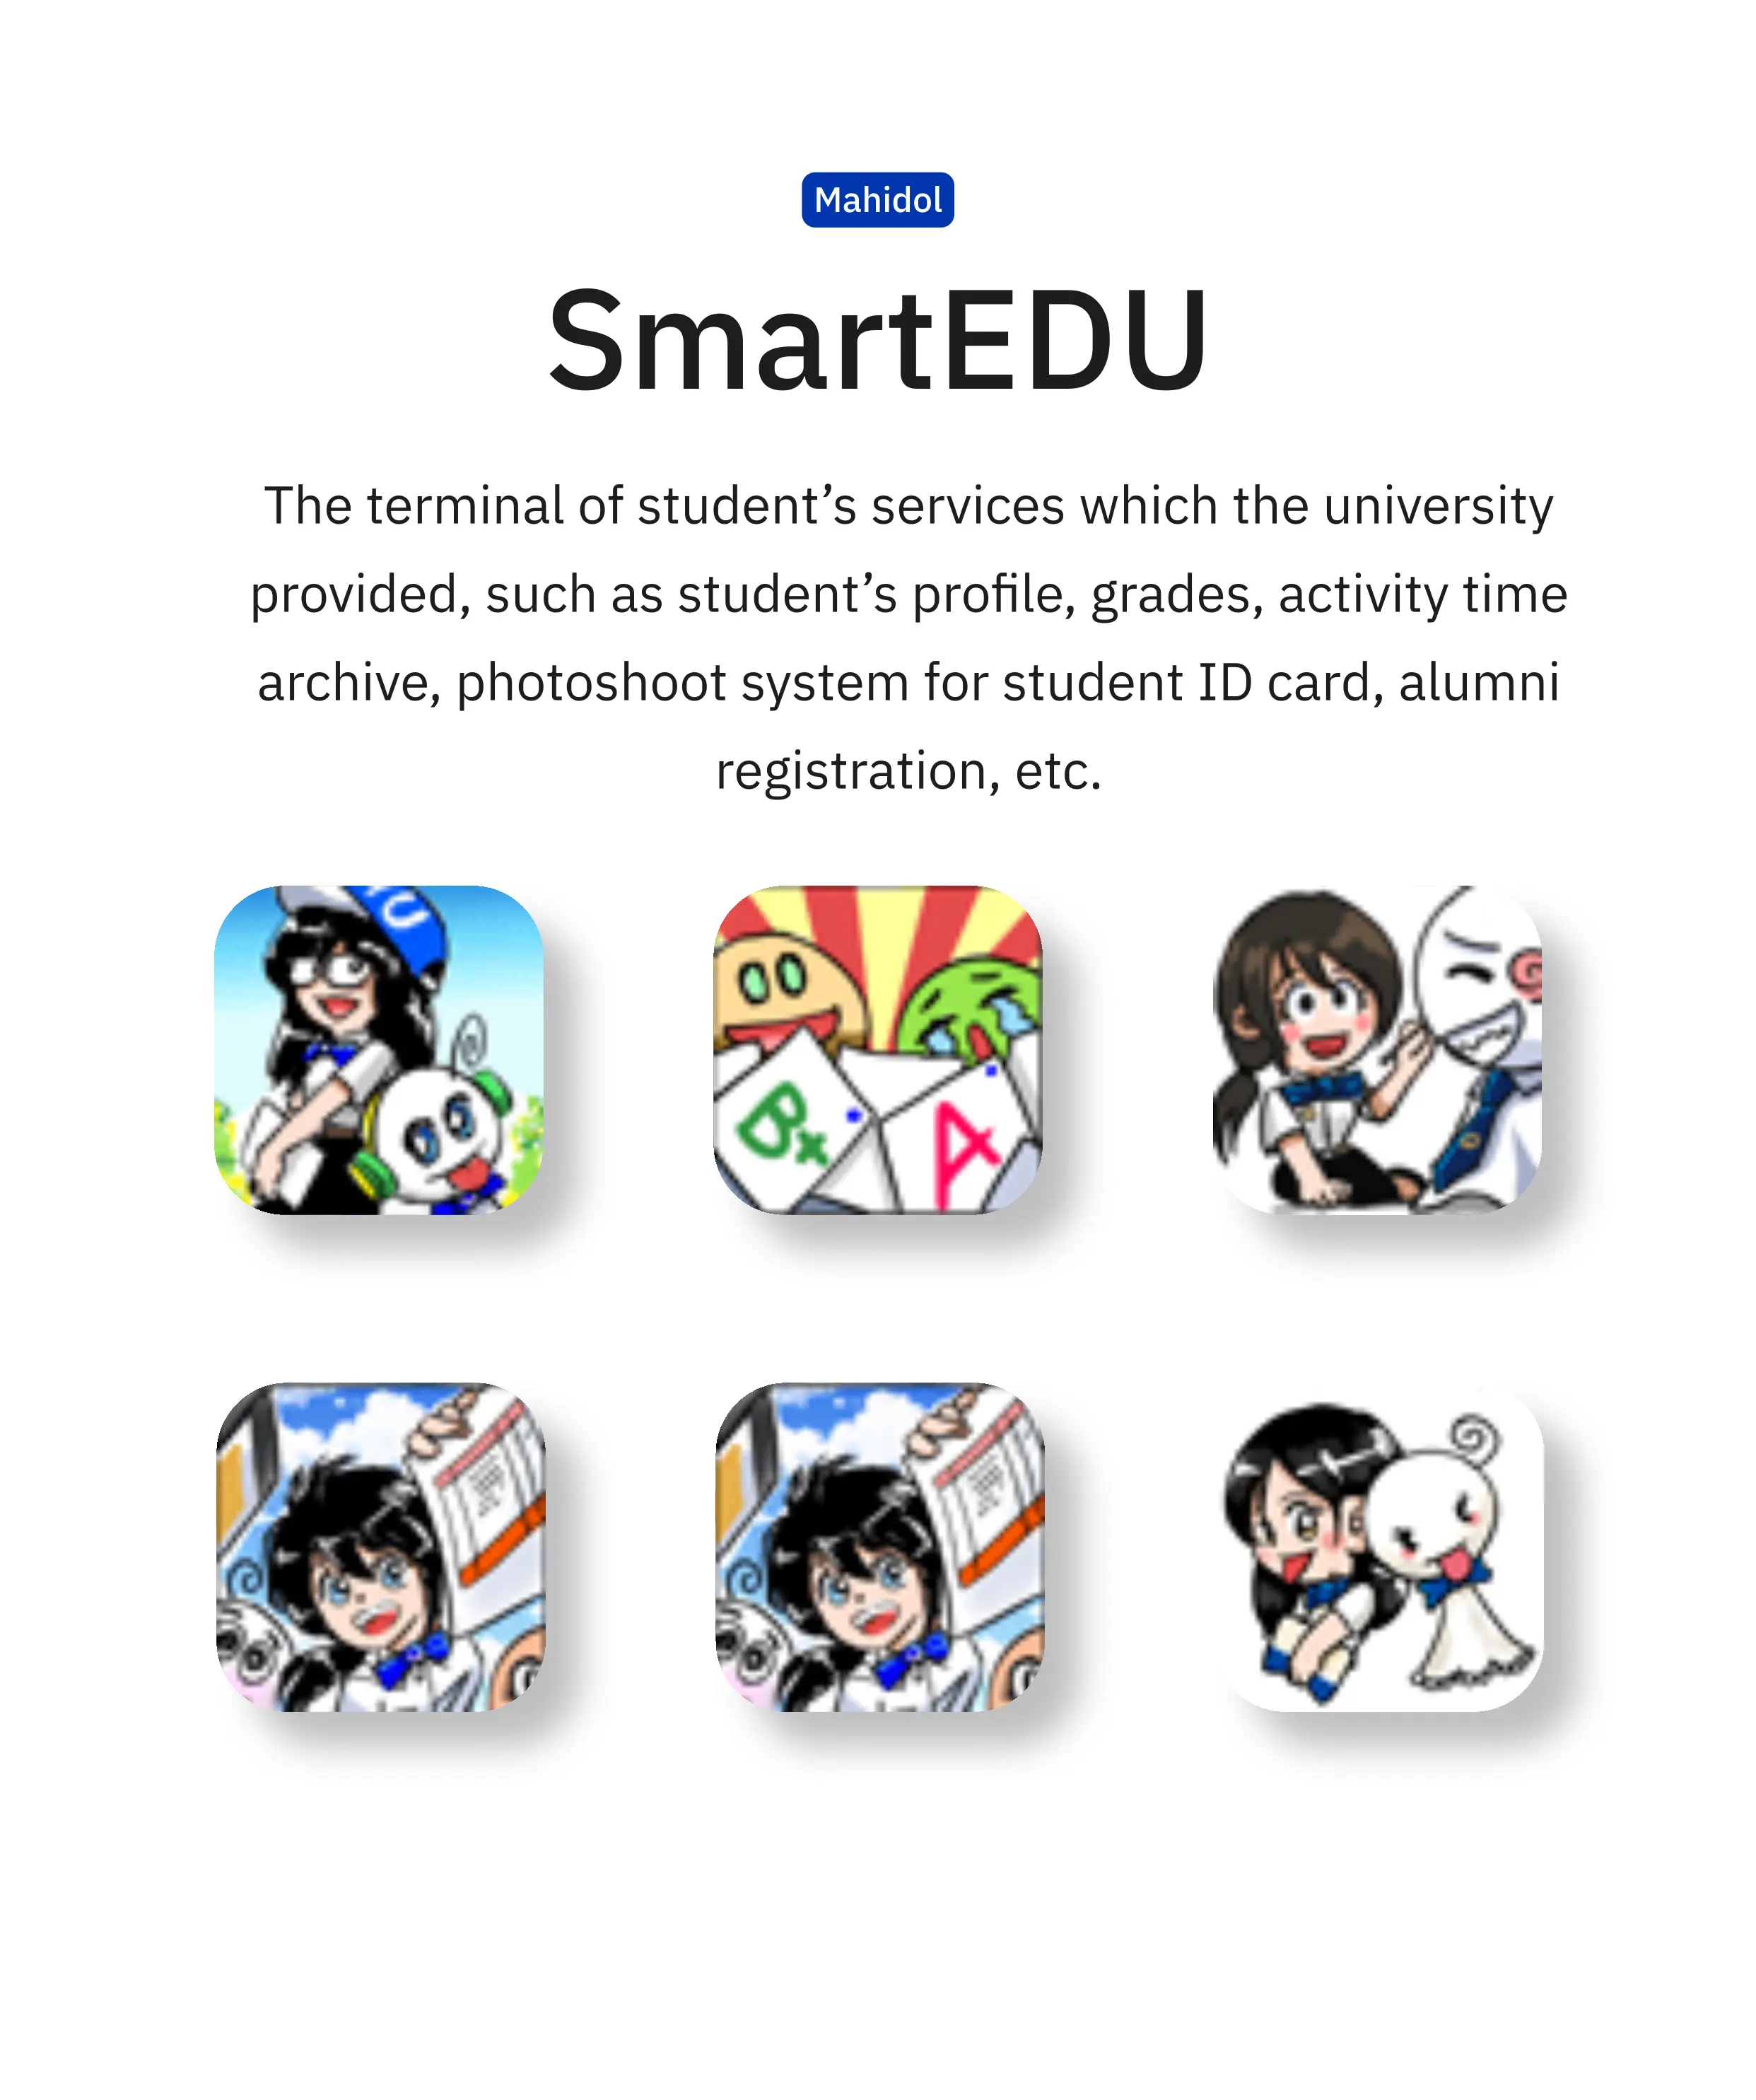 Mahidol
SmartEDU
The terminal of student’s services which the university
provided, such as student’s profile, grades, activity time
archive, photoshoot system for student ID card, alumni
registration, etc.
U
B+
A